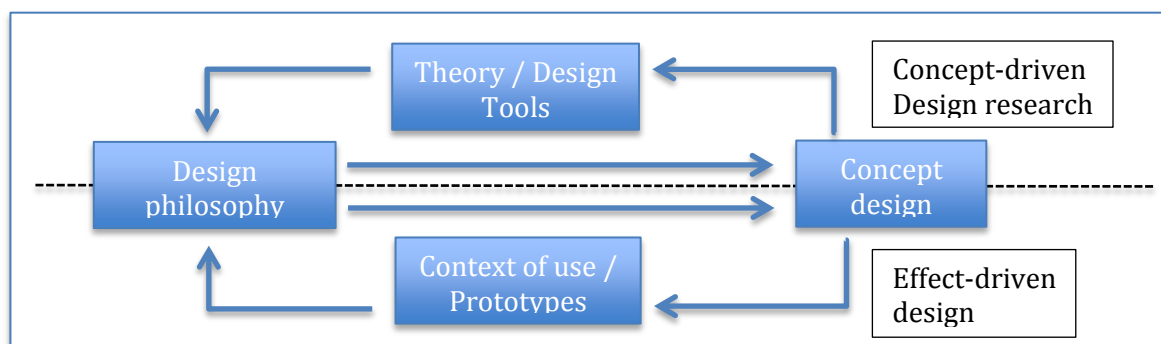 Theory / Design
Tools
Concept-driven
Design research
Design
philosophy
Concept
design
Context of use /
Prototypes
Effect-driven
design